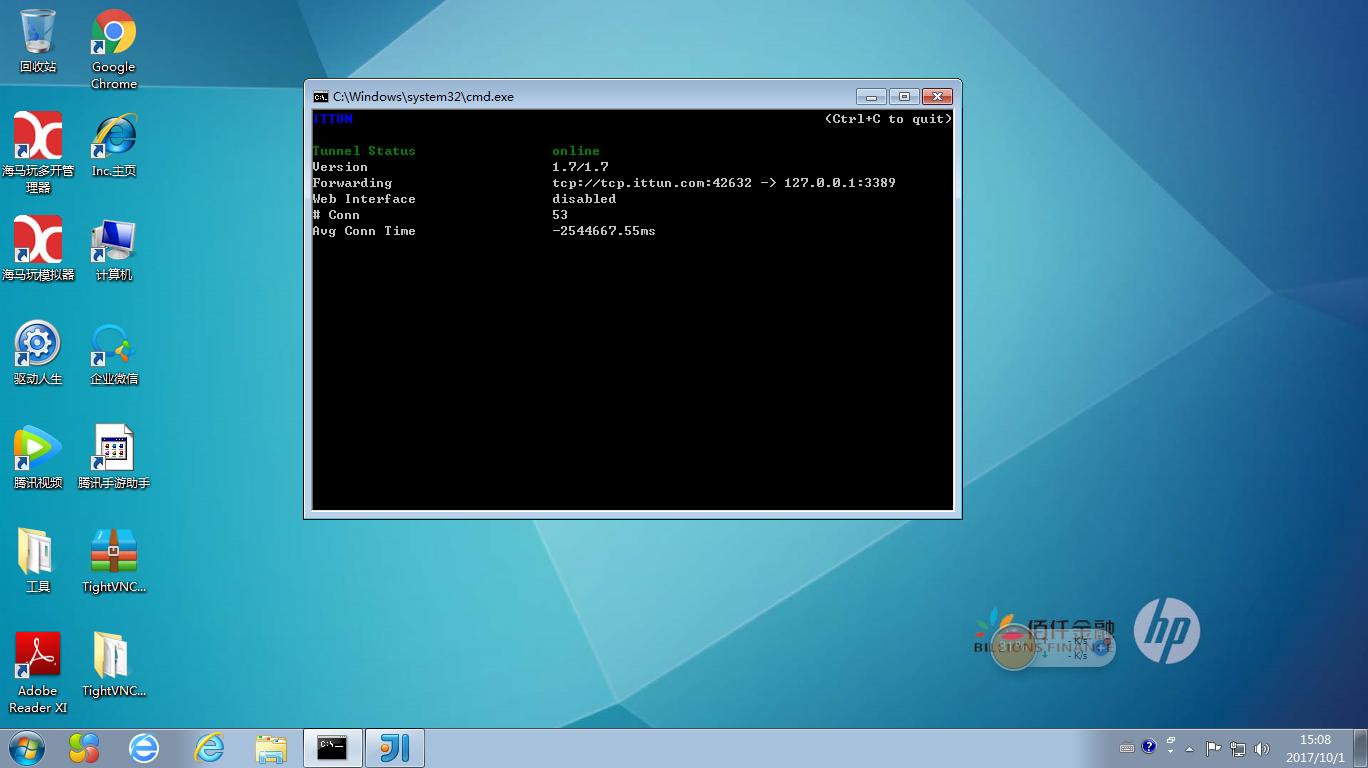 回收站
Google
Chrome
海马玩多开管
理器
Inc.主页
海马玩模拟器
计算机
驱动人生
企业微信
腾讯视频
腾讯手游助手
工具
TightVNC...
Adobe
Reader XI
TightVNC...
C:\Windows\system32\cmd.exe
ITTUN (Ctrl+C to quit)
Tunnel Status online
Version 1.7/1.7
Forwarding tcp://tcp.ittun.com:42632 -> 127.0.0.1:3389
Web Interface disabled
# Conn 53
Avg Conn Time -2544667.55ms
佰仟金融
BILLIONS FINANCE
31%
- K/s
- K/s
hp
15:08
2017/10/1